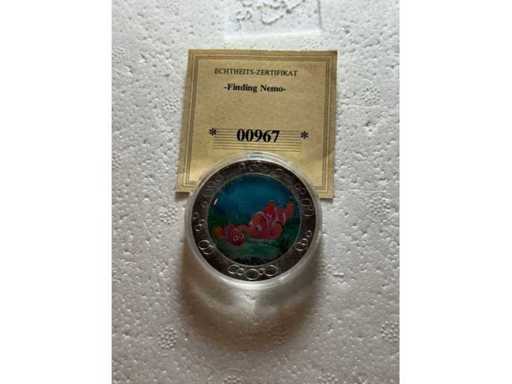 ECHTHEITS-ZERTIFIKAT
-Finding Nemo-
* 00967 *